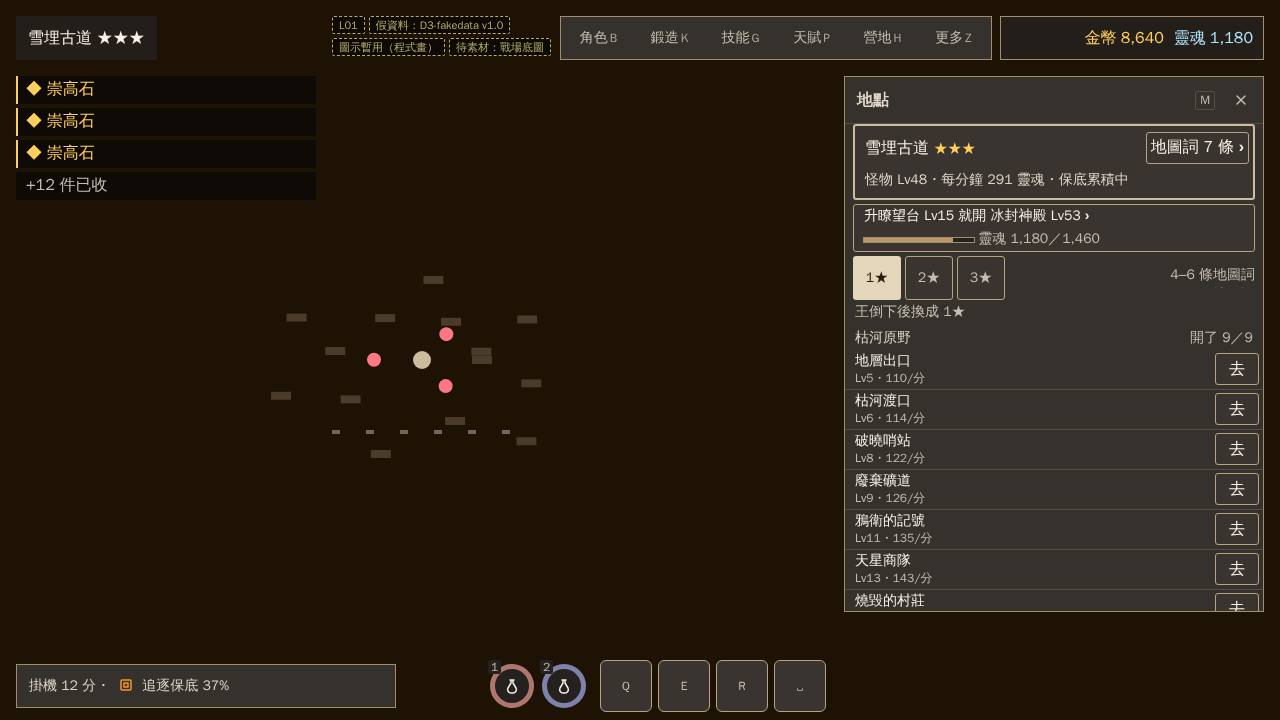 雪埋古道 ★★★
L01 假資料：D3-fakedata v1.0
圖示暫用（程式畫） 待素材：戰場底圖
角色B 鍛造K 技能G 天賦P 營地H 更多Z
金幣 8,640 靈魂 1,180
◆ 崇高石
◆ 崇高石
◆ 崇高石
+12 件已收
地點 M ×
雪埋古道 ★★★ 地圖詞 7 條 ›
怪物 Lv48・每分鐘 291 靈魂・保底累積中
升瞭望台 Lv15 就開 冰封神殿 Lv53 ›
靈魂 1,180／1,460
1★ 2★ 3★ 4–6 條地圖詞
王倒下後換成 1★
枯河原野 開了 9／9
地層出口 去
Lv5・110/分
枯河渡口 去
Lv6・114/分
破曉哨站 去
Lv8・122/分
廢棄礦道 去
Lv9・126/分
鴉衛的記號 去
Lv11・135/分
天星商隊 去
Lv13・143/分
燒毀的村莊 去
掛機 12 分・ 追逐保底 37%
1 2 Q E R ⎵